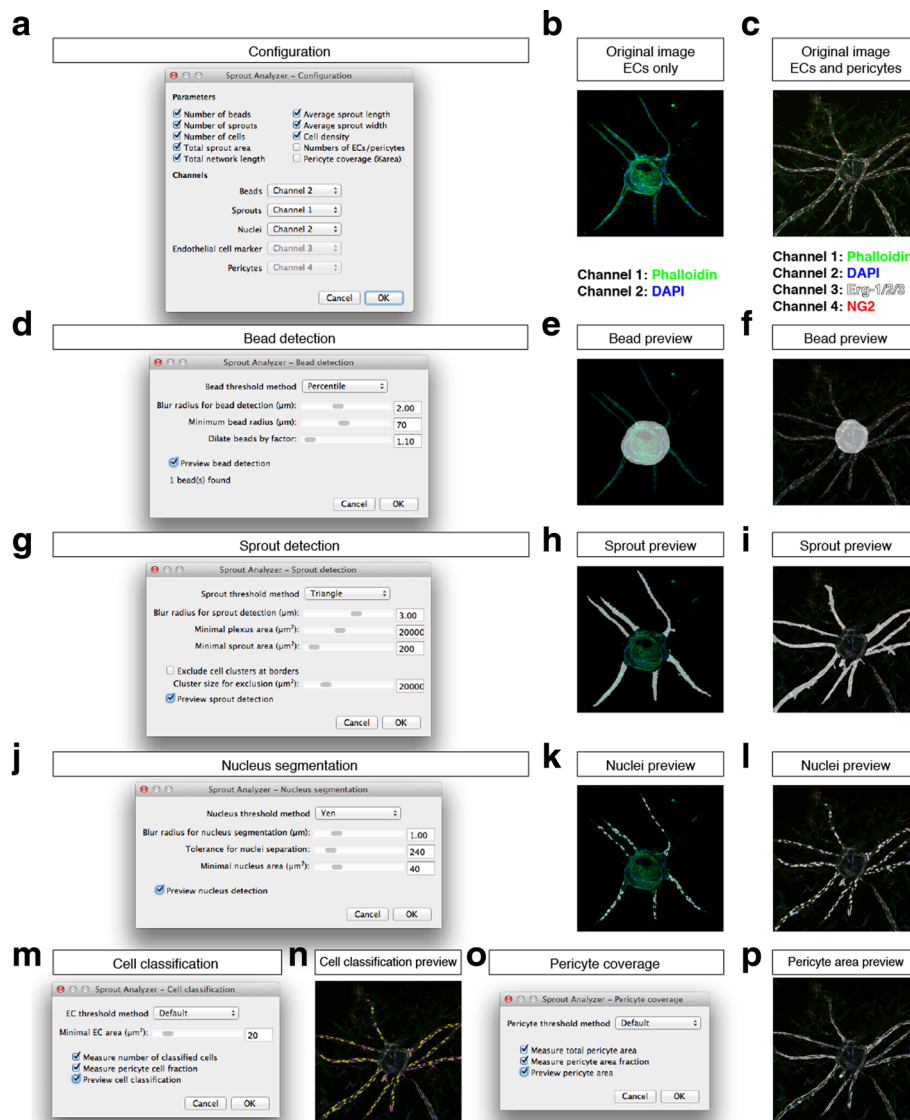 a
Configuration
Sprout Analyzer – Configuration
Parameters
Number of beads
Average sprout length
Number of sprouts
Average sprout width
Number of cells
Cell density
Total sprout area
Numbers of ECs/pericytes
Total network length
Pericyte coverage (%area)
Channels
Beads Channel 2
Sprouts Channel 1
Nuclei Channel 2
Endothelial cell marker Channel 3
Pericytes Channel 4
Cancel OK
b
Original image
ECs only
Channel 1: Phalloidin
Channel 2: DAPI
c
Original image
ECs and pericytes
Channel 1: Phalloidin
Channel 2: DAPI
Channel 3: Erg-1/2/3
Channel 4: NG2
d
Bead detection
Sprout Analyzer – Bead detection
Bead threshold method Percentile
Blur radius for bead detection (µm): 2.00
Minimum bead radius (µm): 70
Dilate beads by factor: 1.10
Preview bead detection
1 bead(s) found
Cancel OK
e
Bead preview
f
Bead preview
g
Sprout detection
Sprout Analyzer – Sprout detection
Sprout threshold method Triangle
Blur radius for sprout detection (µm): 3.00
Minimal plexus area (µm²): 20000
Minimal sprout area (µm²): 200
Exclude cell clusters at borders
Cluster size for exclusion (µm²): 20000
Preview sprout detection
Cancel OK
h
Sprout preview
i
Sprout preview
j
Nucleus segmentation
Sprout Analyzer – Nucleus segmentation
Nucleus threshold method Yen
Blur radius for nucleus segmentation (µm): 1.00
Tolerance for nuclei separation: 240
Minimal nucleus area (µm²): 40
Preview nucleus detection
Cancel OK
k
Nuclei preview
l
Nuclei preview
m
Cell classification
Sprout Analyzer – Cell classification
EC threshold method Default
Minimal EC area (µm²): 20
Measure number of classified cells
Measure pericyte cell fraction
Preview cell classification
Cancel OK
n
Cell classification preview
o
Pericyte coverage
Sprout Analyzer – Pericyte coverage
Pericyte threshold method Default
Measure total pericyte area
Measure pericyte area fraction
Preview pericyte area
Cancel OK
p
Pericyte area preview